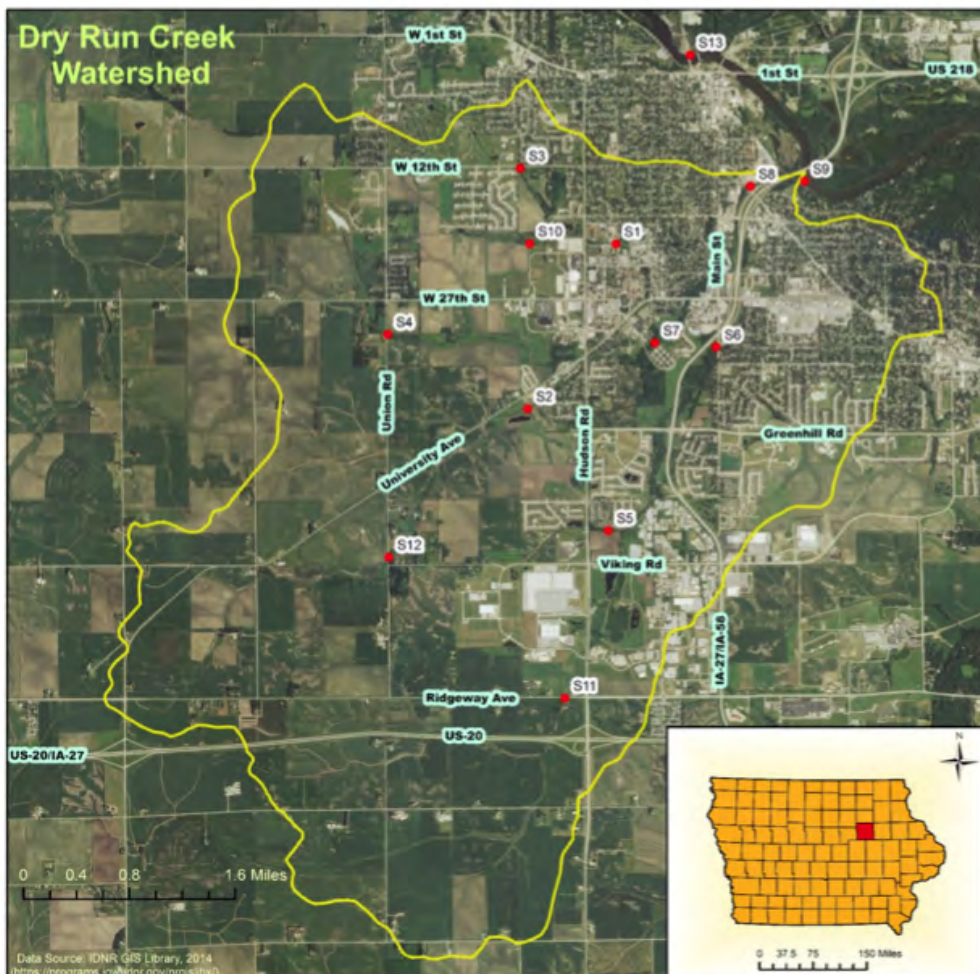 Dry Run Creek
Watershed
W 1st St
S13
1st St
US 218
W 12th St
S3
S8
S9
S10
S1
Main St
W 27th St
S4
S7
S6
Union Rd
S2
University Ave
Hudson Rd
Greenhill Rd
S5
S12
Viking Rd
IA-27/IA-58
S11
Ridgeway Ave
US-20
US-20/IA-27
N
0 0.4 0.8 1.6 Miles
0 37.5 75 150 Miles
Data Source: IDNR GIS Library, 2014